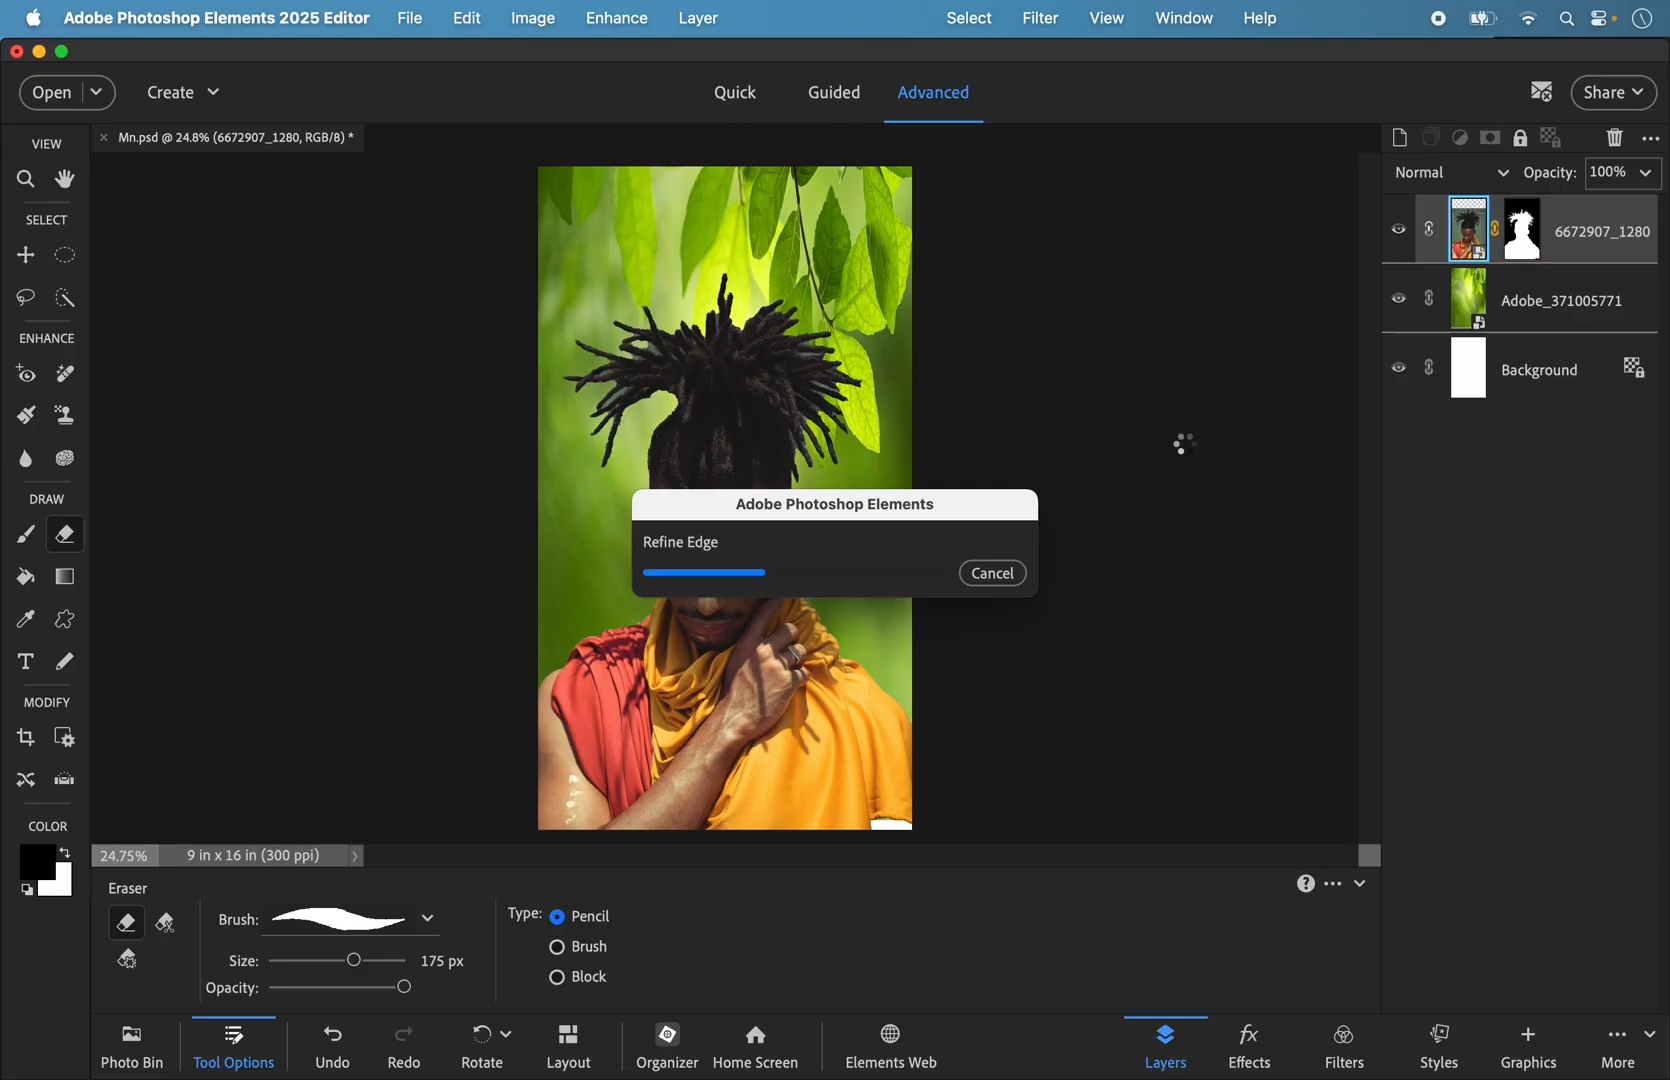 Adobe Photoshop Elements 2025 Editor File Edit Image Enhance Layer Select Filter View Window Help
Open Create Quick Guided Advanced Share
VIEW
× Mn.psd @ 24.8% (6672907_1280, RGB/8) *
Normal Opacity: 100%
SELECT
6672907_1280
Adobe_371005771
ENHANCE
Background
DRAW
Adobe Photoshop Elements
Refine Edge
Cancel
MODIFY
COLOR
24.75% 9 in x 16 in (300 ppi)
Eraser
Brush:
Size: 175 px
Opacity:
Type: Pencil
Brush
Block
Photo Bin Tool Options Undo Redo Rotate Layout Organizer Home Screen Elements Web Layers Effects Filters Styles Graphics More